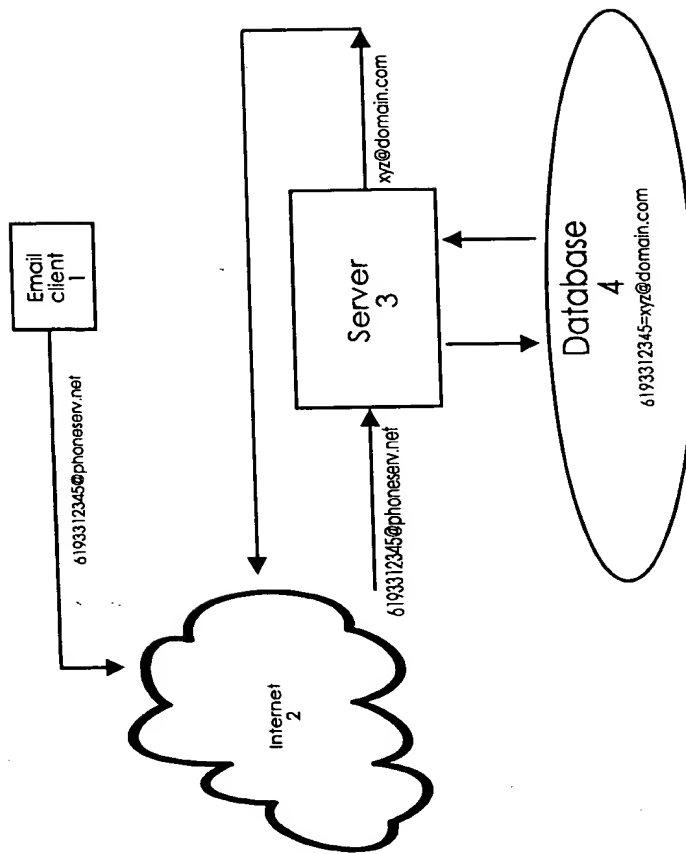 Email
client
1
6193312345@phoneserv.net
Internet
2
6193312345@phoneserv.net
Server
3
xyz@domain.com
Database
4
6193312345=xyz@domain.com